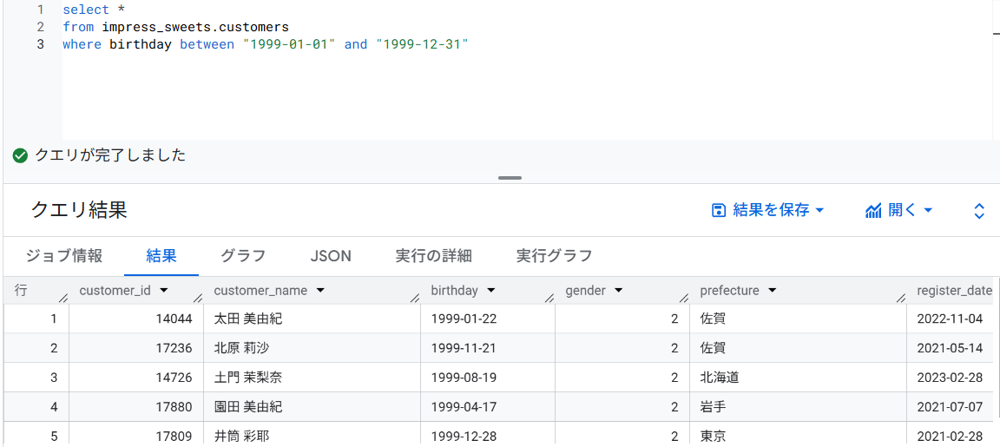 1 select *
2 from impress_sweets.customers
3 where birthday between "1999-01-01" and "1999-12-31"
クエリが完了しました
クエリ結果 結果を保存 開く
ジョブ情報 結果 グラフ JSON 実行の詳細 実行グラフ
行 customer_id customer_name birthday gender prefecture register_date
1 14044 太田 美由紀 1999-01-22 2 佐賀 2022-11-04
2 17236 北原 莉沙 1999-11-21 2 佐賀 2021-05-14
3 14726 土門 茉梨奈 1999-08-19 2 北海道 2023-02-28
4 17880 園田 美由紀 1999-04-17 2 岩手 2021-07-07
5 17809 井筒 彩耶 1999-12-28 2 東京 2021-02-28